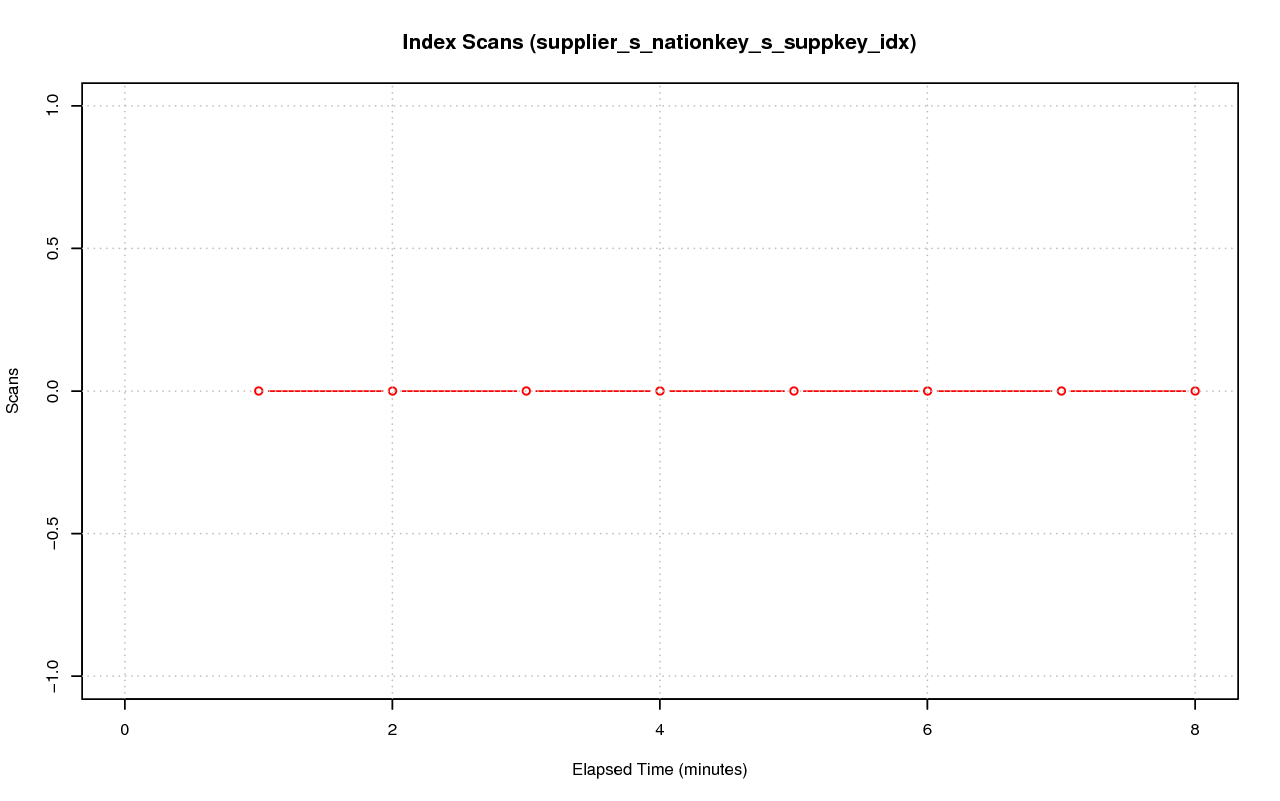 Index Scans (supplier_s_nationkey_s_suppkey_idx)
1.0
0.5
0.0
−0.5
−1.0
Scans
0 2 4 6 8
Elapsed Time (minutes)